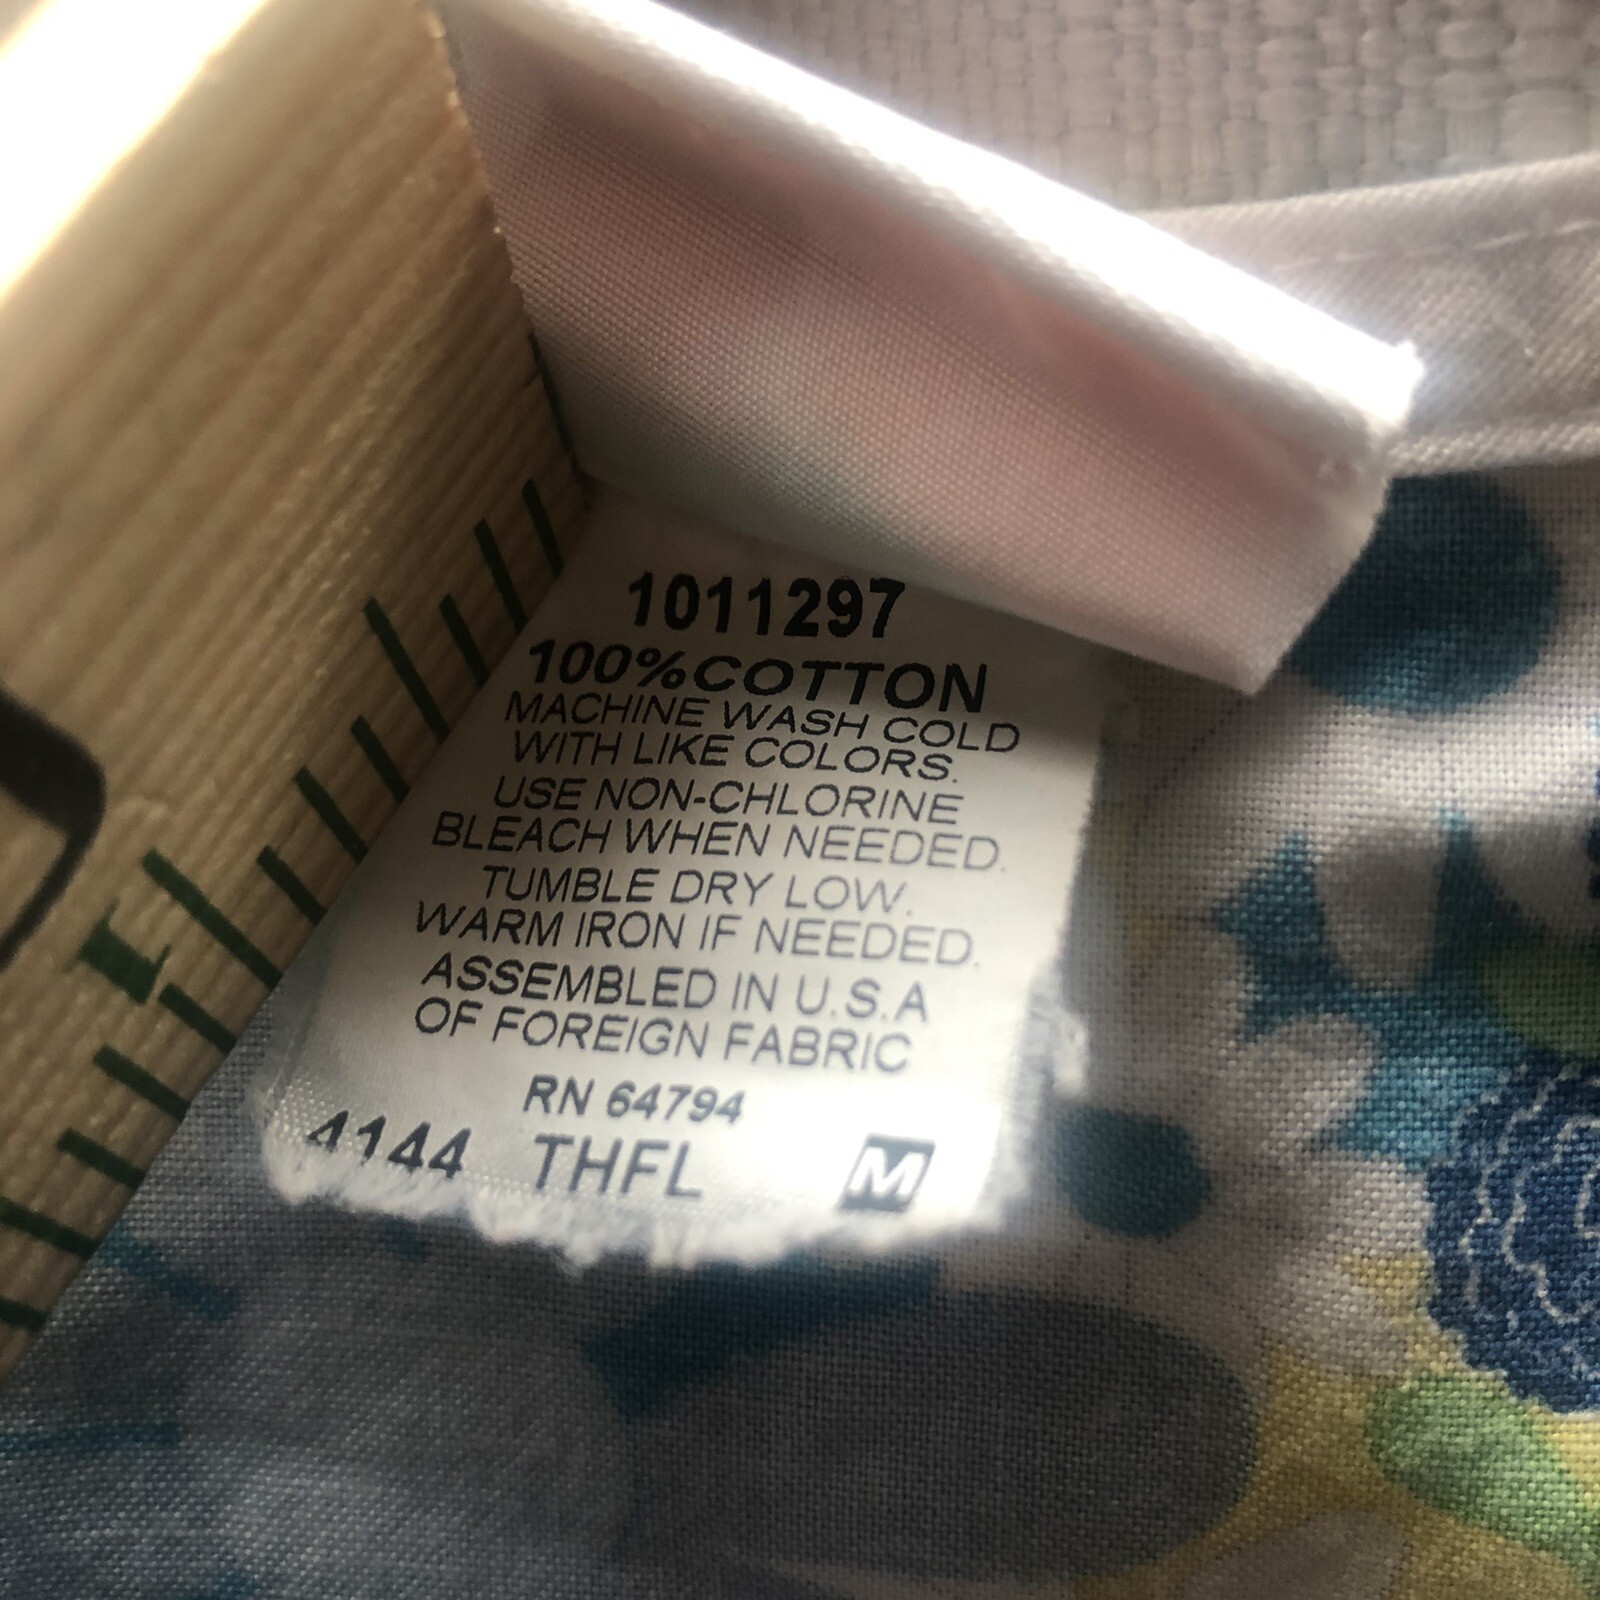 1011297
100%COTTON
MACHINE WASH COLD
WITH LIKE COLORS.
USE NON-CHLORINE
BLEACH WHEN NEEDED.
TUMBLE DRY LOW.
WARM IRON IF NEEDED.
ASSEMBLED IN U.S.A
OF FOREIGN FABRIC
RN 64794
4144 THFL M